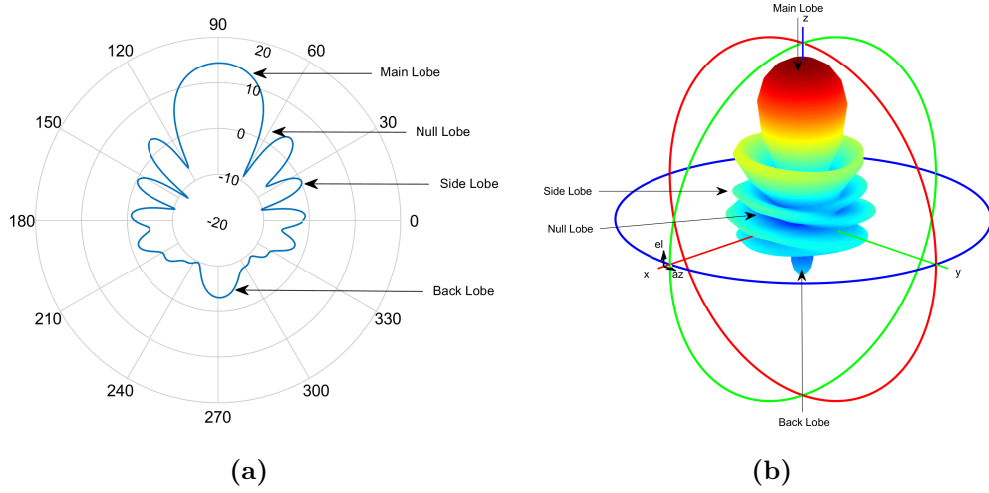 90
120
20
60
Main Lobe
10
150
0
Null Lobe
30
-10
Side Lobe
180
-20
0
Back Lobe
210
330
240
300
270
(a)
Main Lobe
z
Side Lobe
Null Lobe
el
x
az
y
Back Lobe
(b)